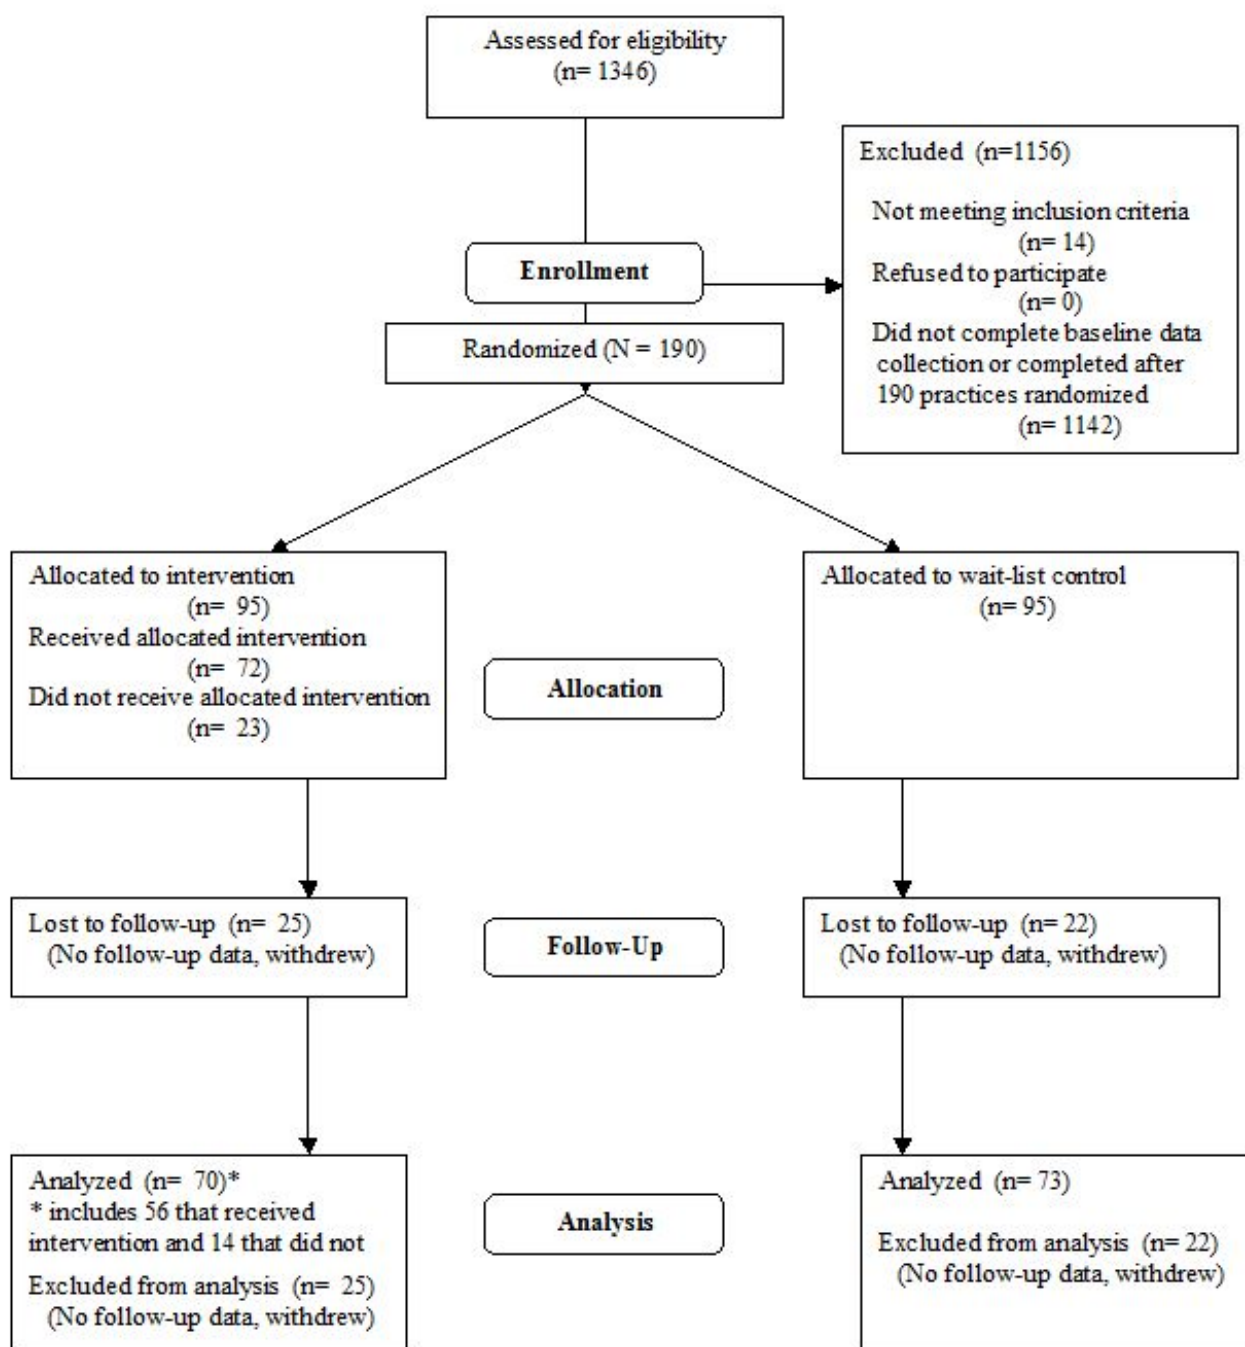 Assessed for eligibility
(n= 1346)
Excluded (n=1156)
Not meeting inclusion criteria
(n= 14)
Refused to participate
(n= 0)
Did not complete baseline data
collection or completed after
190 practices randomized
(n= 1142)
Enrollment
Randomized (N = 190)
Allocated to intervention
(n= 95)
Received allocated intervention
(n= 72)
Did not receive allocated intervention
(n= 23)
Allocated to wait-list control
(n= 95)
Allocation
Lost to follow-up (n= 25)
(No follow-up data, withdrew)
Follow-Up
Lost to follow-up (n= 22)
(No follow-up data, withdrew)
Analyzed (n= 70)*
* includes 56 that received
intervention and 14 that did not
Excluded from analysis (n= 25)
(No follow-up data, withdrew)
Analysis
Analyzed (n= 73)
Excluded from analysis (n= 22)
(No follow-up data, withdrew)